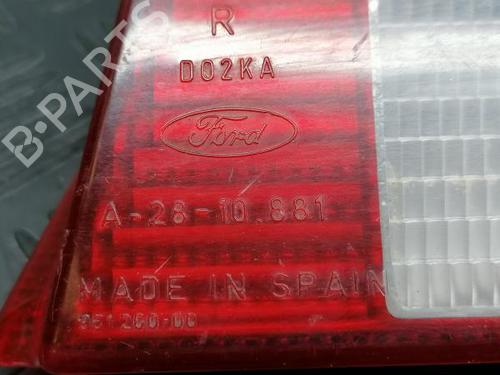 R
D02KA
Ford
A-28-10.881
MADE IN SPAIN
B-PARTS